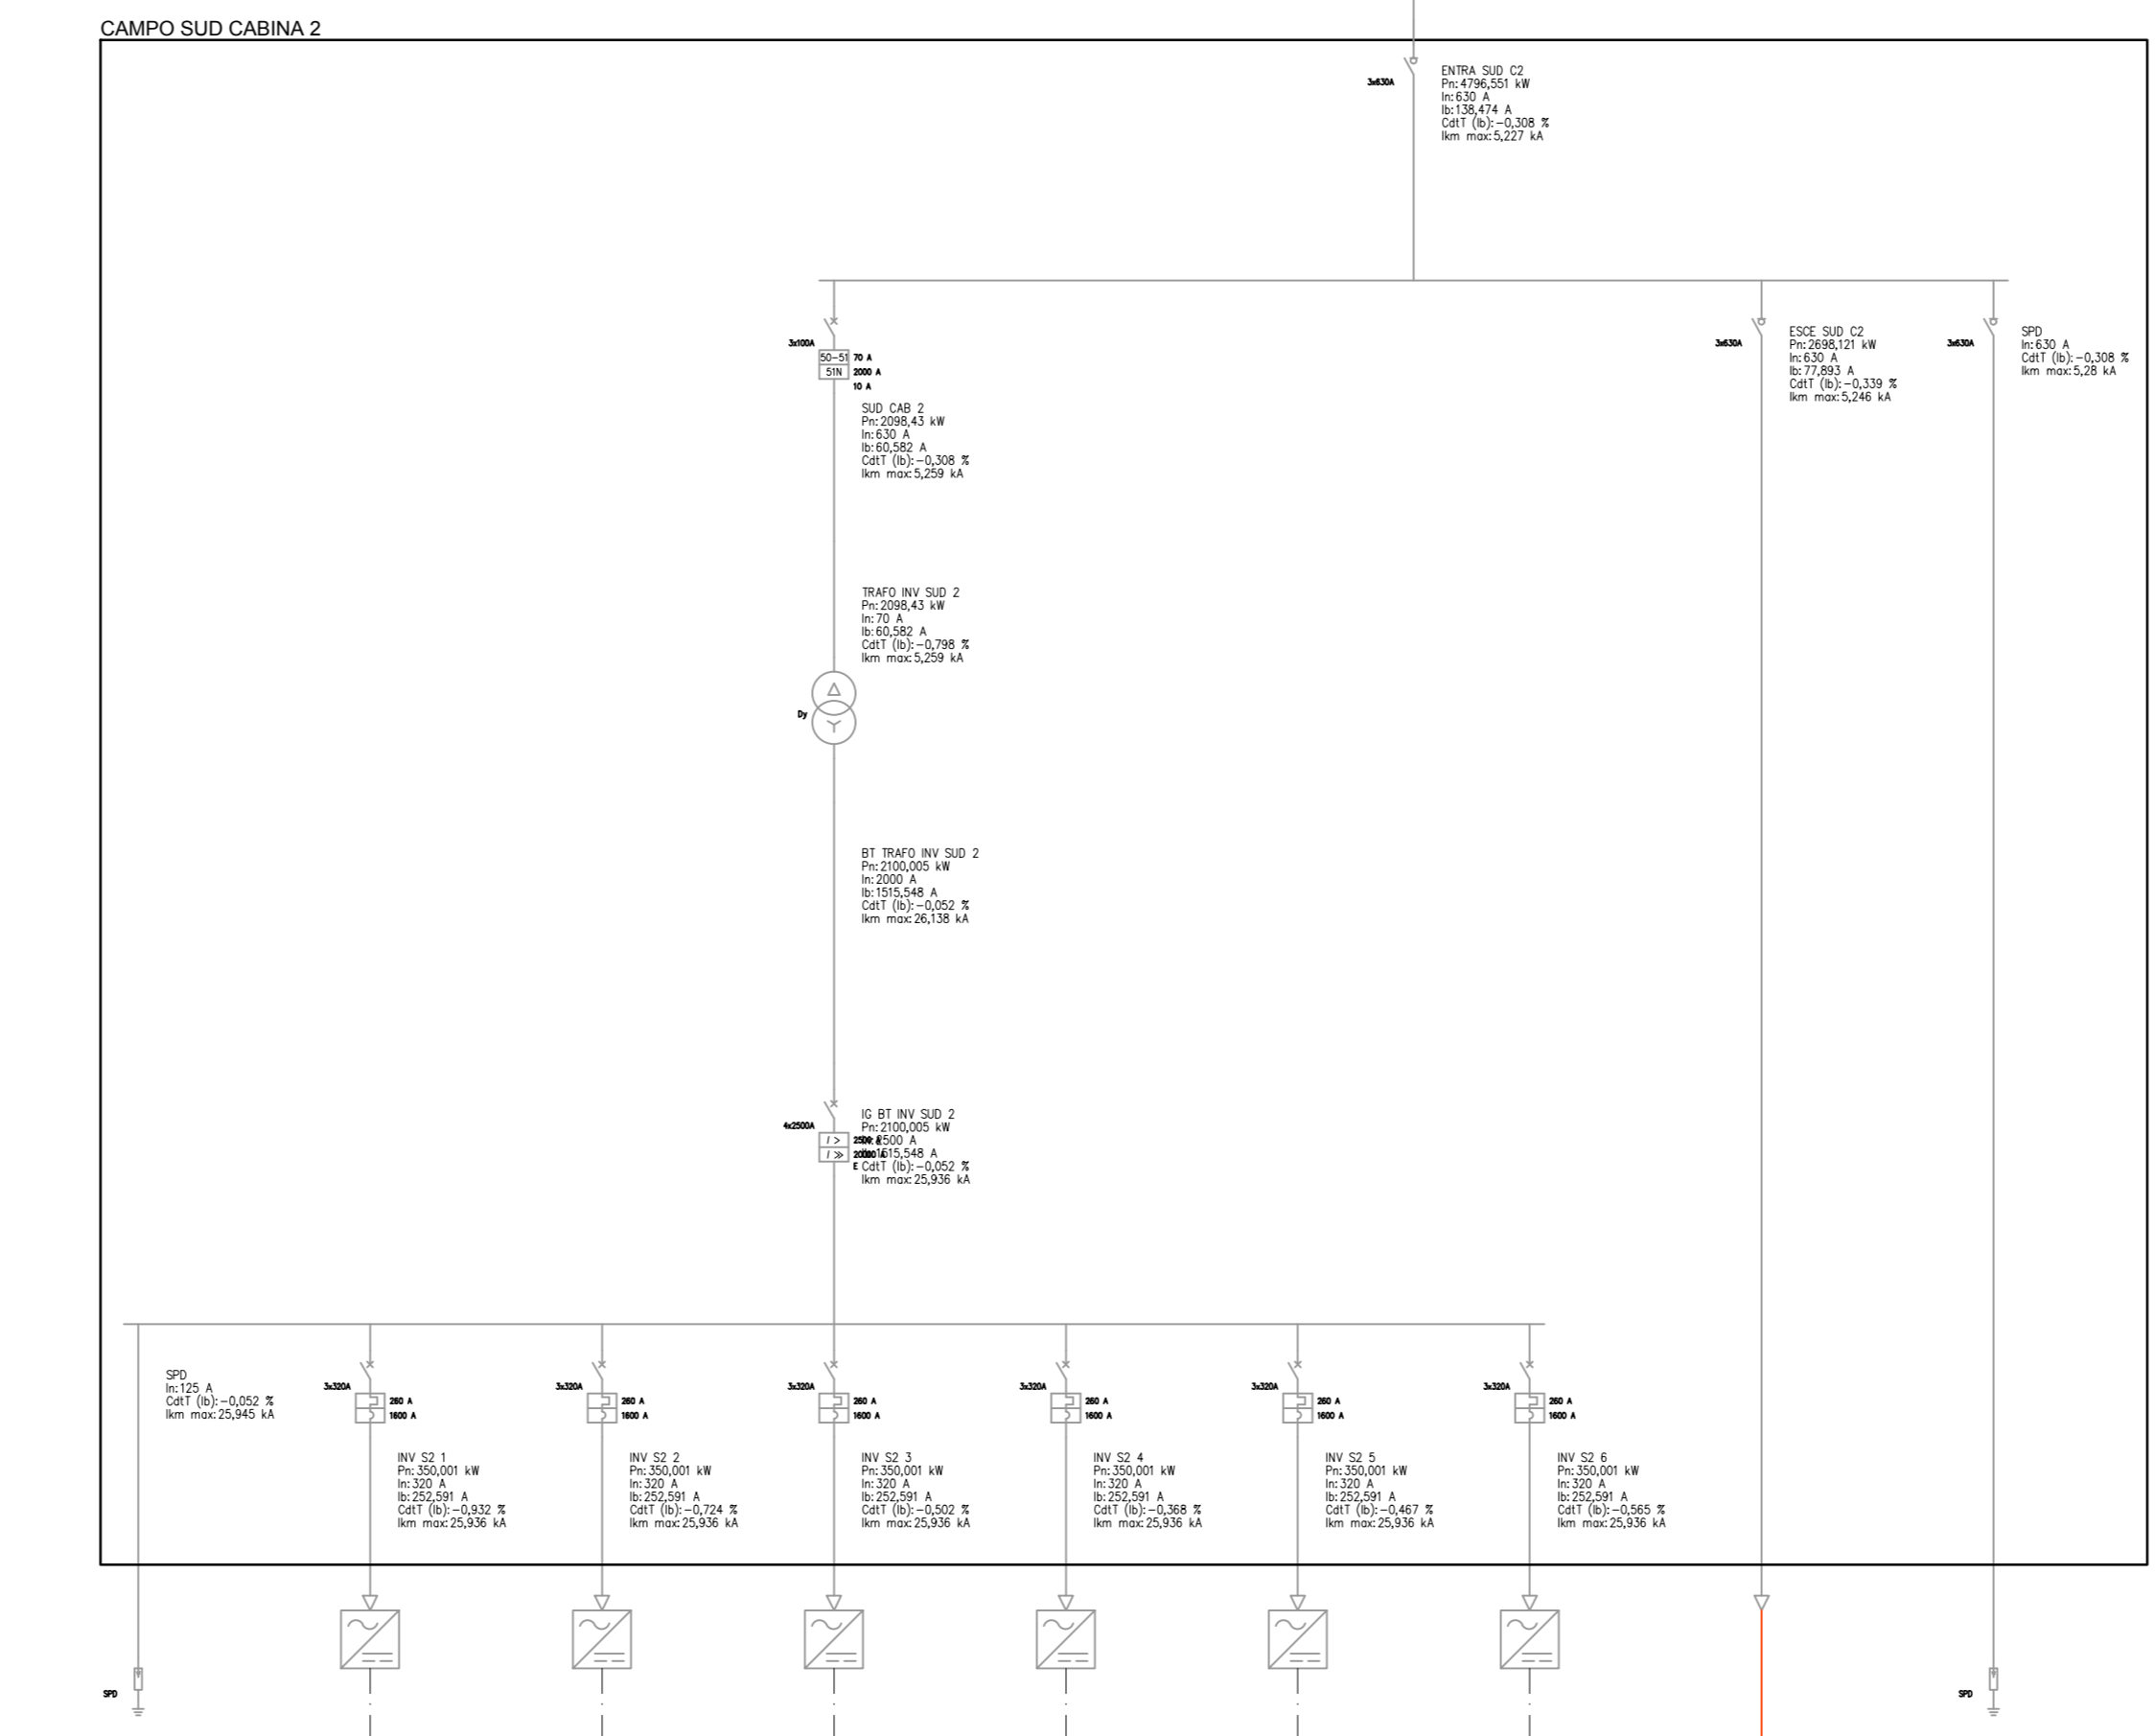 CAMPO SUD CABINA 2
3x630A
ENTRA SUD C2
Pn: 4796,551 kW
In: 630 A
Ib: 138,474 A
CdtT (Ib): -0,308 %
Ikm max: 5,227 kA
3x100A
50-51
70 A
51N
2000 A
10 A
SUD CAB 2
Pn: 2098,43 kW
In: 630 A
Ib: 60,582 A
CdtT (Ib): -0,308 %
Ikm max: 5,259 kA
3x630A
ESCE SUD C2
Pn: 2698,121 kW
In: 630 A
Ib: 77,893 A
CdtT (Ib): -0,339 %
Ikm max: 5,246 kA
3x630A
SPD
In: 630 A
CdtT (Ib): -0,308 %
Ikm max: 5,28 kA
TRAFO INV SUD 2
Pn: 2098,43 kW
In: 70 A
Ib: 60,582 A
CdtT (Ib): -0,798 %
Ikm max: 5,259 kA
Dy
BT TRAFO INV SUD 2
Pn: 2100,005 kW
In: 2000 A
Ib: 1515,548 A
CdtT (Ib): -0,052 %
Ikm max: 26,138 kA
4x2500A
I >
I ≫
E
IG BT INV SUD 2
Pn: 2100,005 kW
2500 A
1515,548 A
CdtT (Ib): -0,052 %
Ikm max: 25,936 kA
SPD
In: 125 A
CdtT (Ib): -0,052 %
Ikm max: 25,945 kA
3x320A
260 A
1600 A
INV S2 1
Pn: 350,001 kW
In: 320 A
Ib: 252,591 A
CdtT (Ib): -0,932 %
Ikm max: 25,936 kA
3x320A
260 A
1600 A
INV S2 2
Pn: 350,001 kW
In: 320 A
Ib: 252,591 A
CdtT (Ib): -0,724 %
Ikm max: 25,936 kA
3x320A
260 A
1600 A
INV S2 3
Pn: 350,001 kW
In: 320 A
Ib: 252,591 A
CdtT (Ib): -0,502 %
Ikm max: 25,936 kA
3x320A
260 A
1600 A
INV S2 4
Pn: 350,001 kW
In: 320 A
Ib: 252,591 A
CdtT (Ib): -0,368 %
Ikm max: 25,936 kA
3x320A
260 A
1600 A
INV S2 5
Pn: 350,001 kW
In: 320 A
Ib: 252,591 A
CdtT (Ib): -0,467 %
Ikm max: 25,936 kA
3x320A
260 A
1600 A
INV S2 6
Pn: 350,001 kW
In: 320 A
Ib: 252,591 A
CdtT (Ib): -0,565 %
Ikm max: 25,936 kA
SPD
SPD